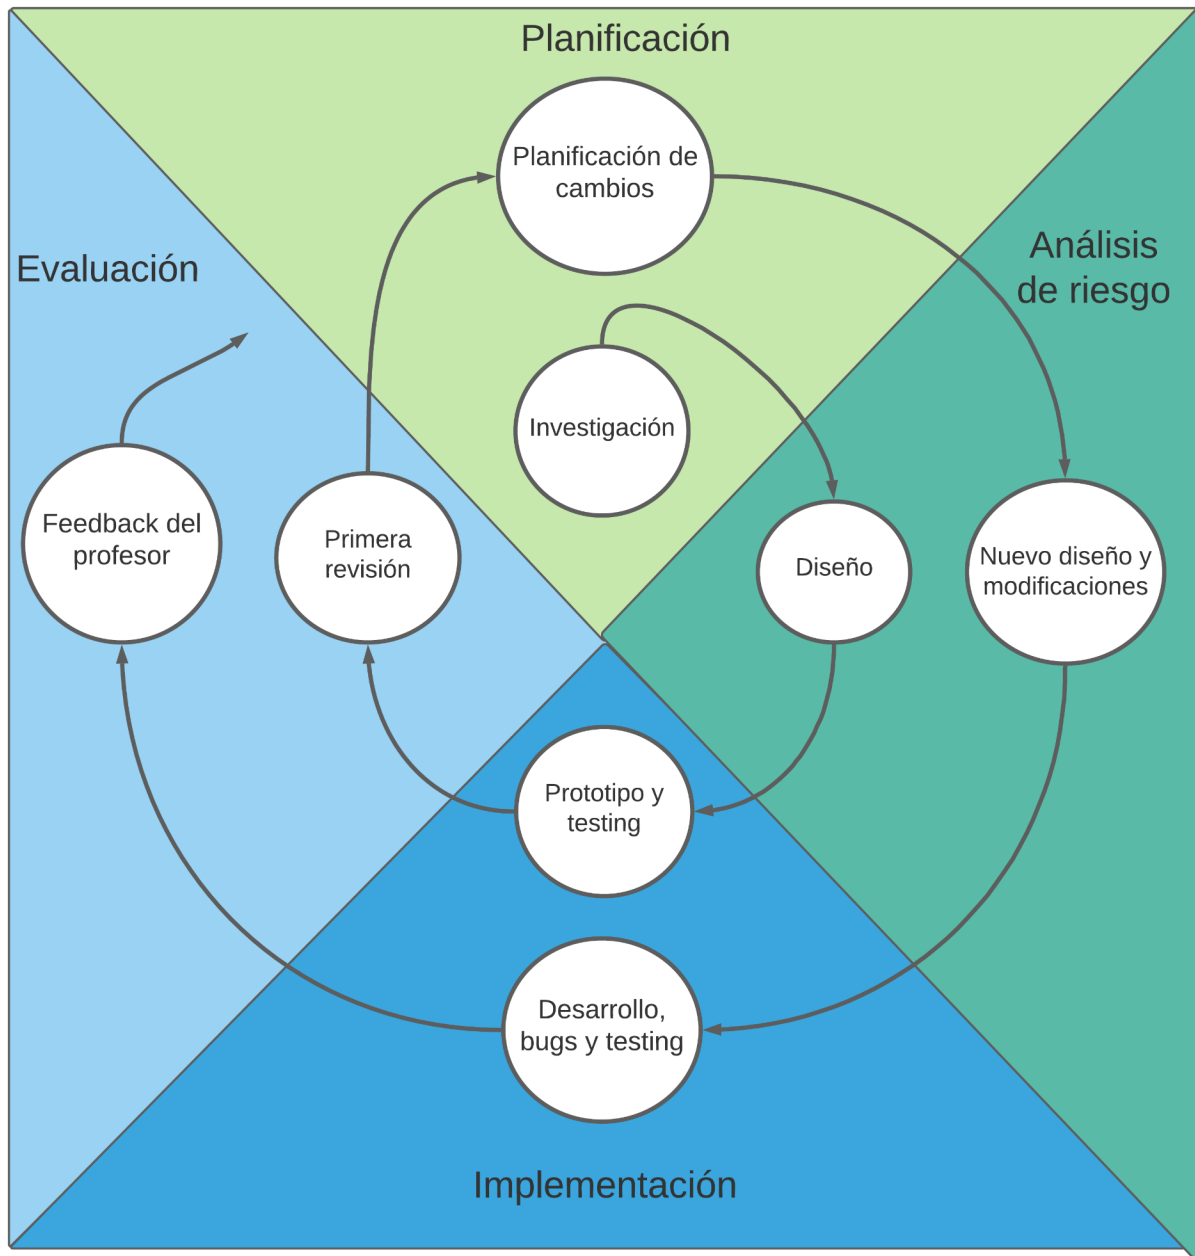 Planificación
Planificación de
cambios
Análisis
de riesgo
Evaluación
Investigación
Feedback del
profesor
Primera
revisión
Diseño
Nuevo diseño y
modificaciones
Prototipo y
testing
Desarrollo,
bugs y testing
Implementación